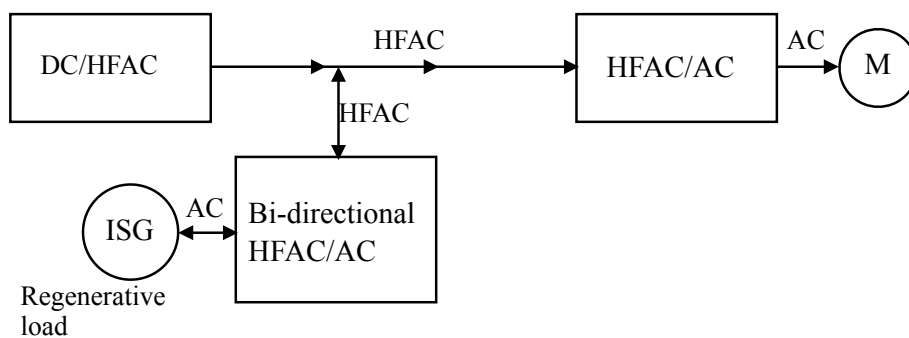 DC/HFAC
HFAC
HFAC/AC
AC
M
HFAC
ISG
AC
Bi-directional
HFAC/AC
Regenerative
load